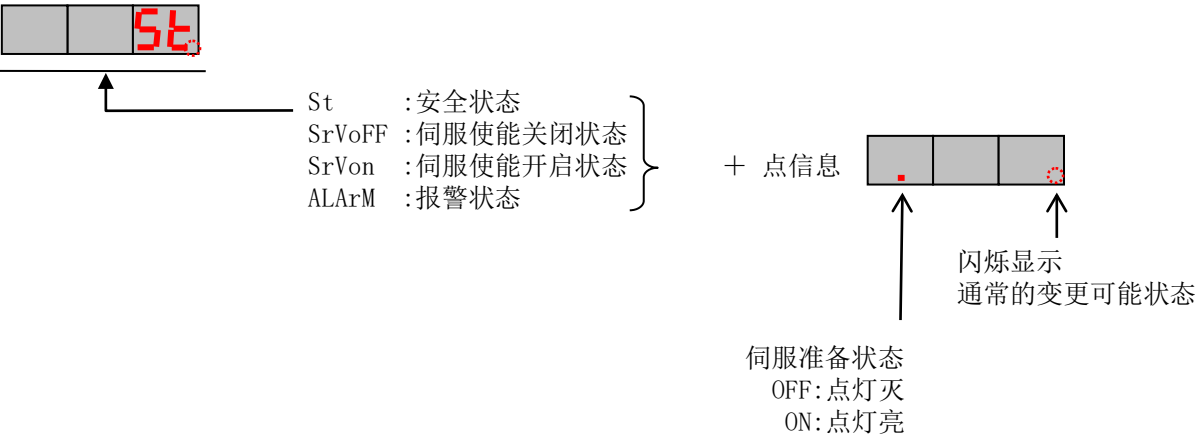 St
St :安全状态
SrVoFF :伺服使能关闭状态
SrVon :伺服使能开启状态
ALArM :报警状态
+ 点信息
闪烁显示
通常的变更可能状态
伺服准备状态
OFF:点灯灭
ON:点灯亮